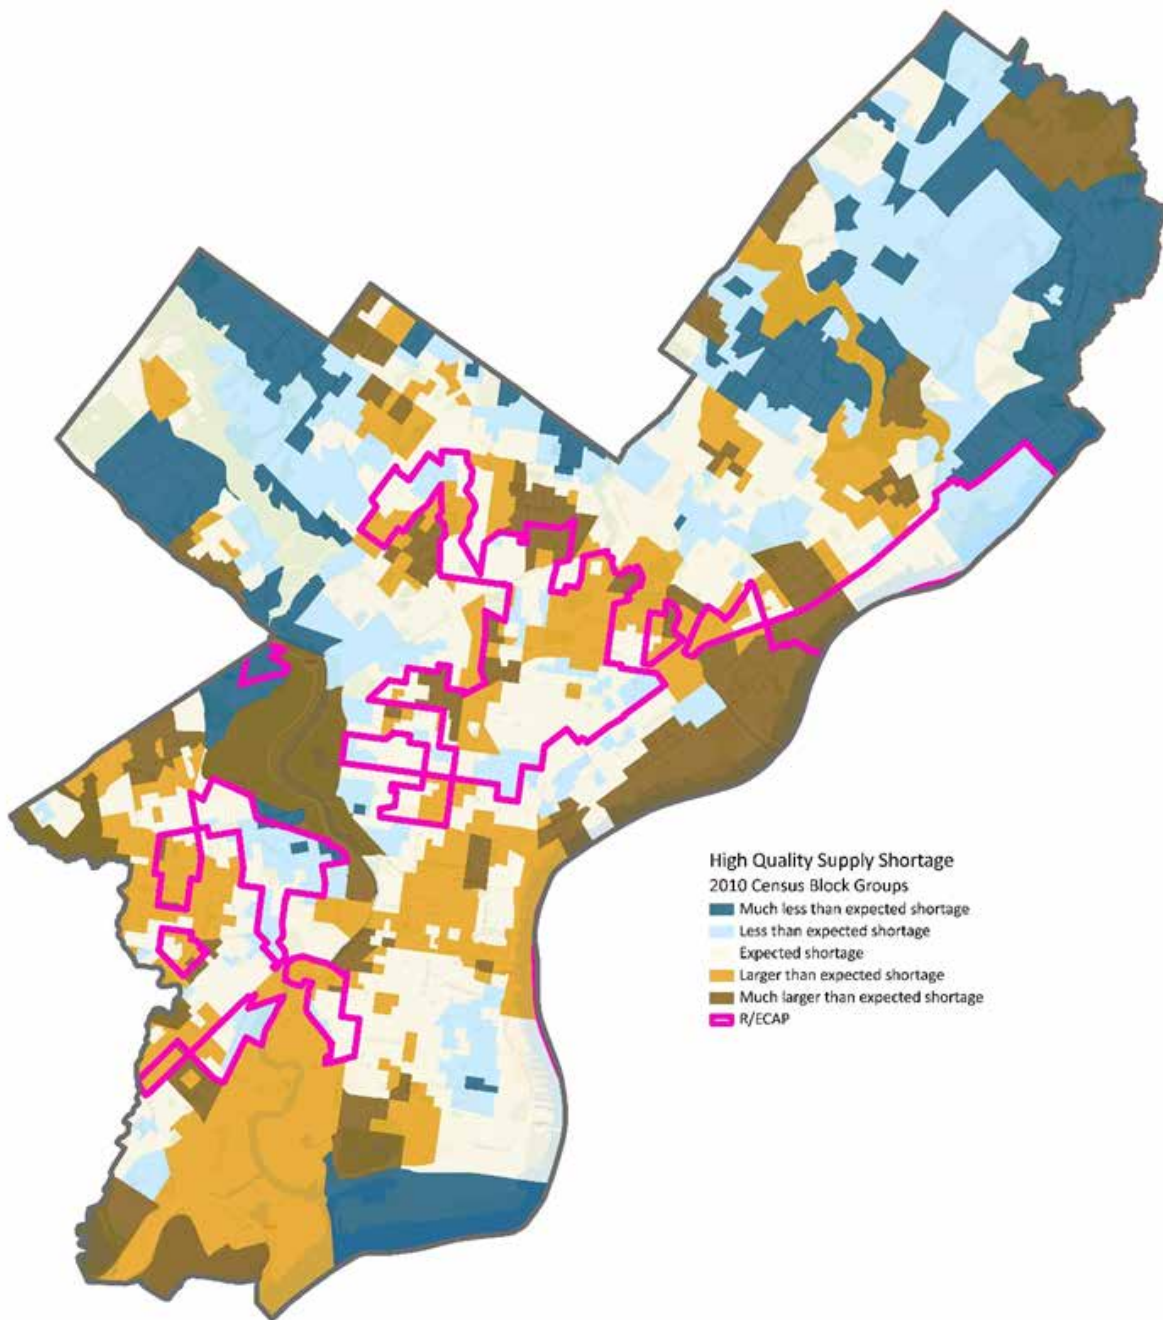 High Quality Supply Shortage
2010 Census Block Groups
Much less than expected shortage
Less than expected shortage
Expected shortage
Larger than expected shortage
Much larger than expected shortage
R/ECAP